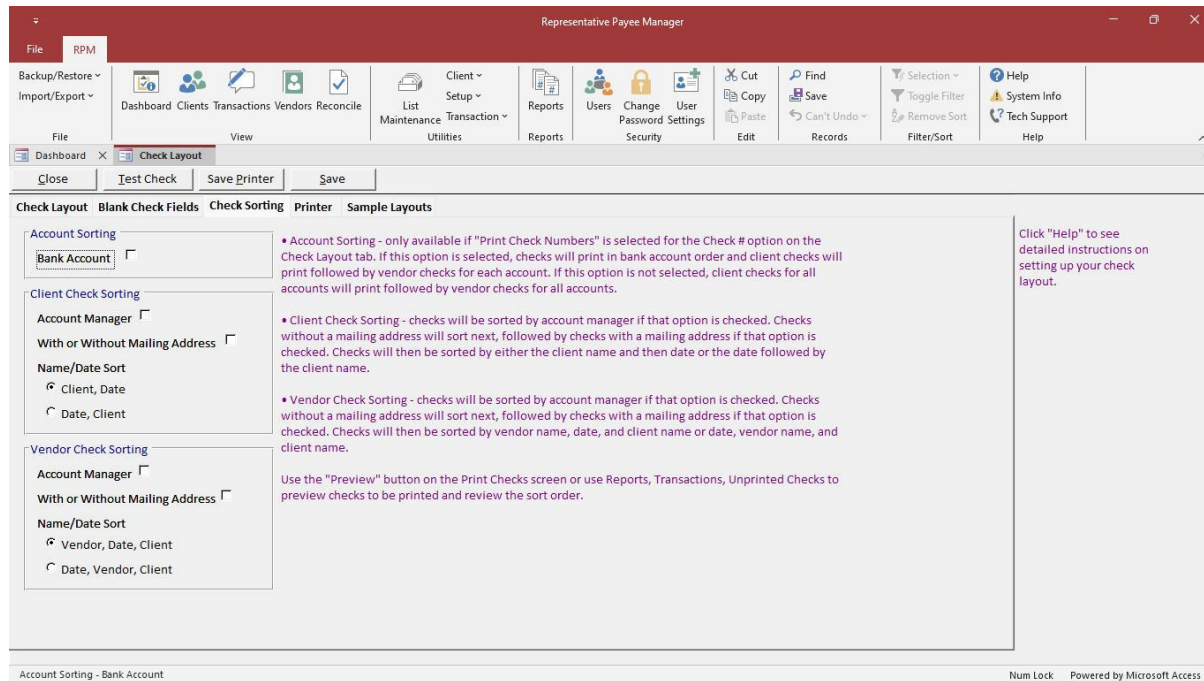 Representative Payee Manager
File RPM
Backup/Restore
Import/Export
File
Dashboard Clients Transactions Vendors Reconcile
View
List Maintenance
Client
Setup
Transaction
Utilities
Reports
Reports
Users
Change Password
User Settings
Security
Cut
Copy
Paste
Edit
Find
Save
Can't Undo
Records
Selection
Toggle Filter
Remove Sort
Filter/Sort
Help
System Info
Tech Support
Help
Dashboard X Check Layout
Close Test Check Save Printer Save
Check Layout Blank Check Fields Check Sorting Printer Sample Layouts
Account Sorting
Bank Account
Client Check Sorting
Account Manager
With or Without Mailing Address
Name/Date Sort
Client, Date
Date, Client
Vendor Check Sorting
Account Manager
With or Without Mailing Address
Name/Date Sort
Vendor, Date, Client
Date, Vendor, Client
• Account Sorting - only available if "Print Check Numbers" is selected for the Check # option on the
Check Layout tab. If this option is selected, checks will print in bank account order and client checks will
print followed by vendor checks for each account. If this option is not selected, client checks for all
accounts will print followed by vendor checks for all accounts.
• Client Check Sorting - checks will be sorted by account manager if that option is checked. Checks
without a mailing address will sort next, followed by checks with a mailing address if that option is
checked. Checks will then be sorted by either the client name and then date or the date followed by
the client name.
• Vendor Check Sorting - checks will be sorted by account manager if that option is checked. Checks
without a mailing address will sort next, followed by checks with a mailing address if that option is
checked. Checks will then be sorted by vendor name, date, and client name or date, vendor name, and
client name.
Use the "Preview" button on the Print Checks screen or use Reports, Transactions, Unprinted Checks to
preview checks to be printed and review the sort order.
Click "Help" to see
detailed instructions on
setting up your check
layout.
Account Sorting - Bank Account
Num Lock Powered by Microsoft Access